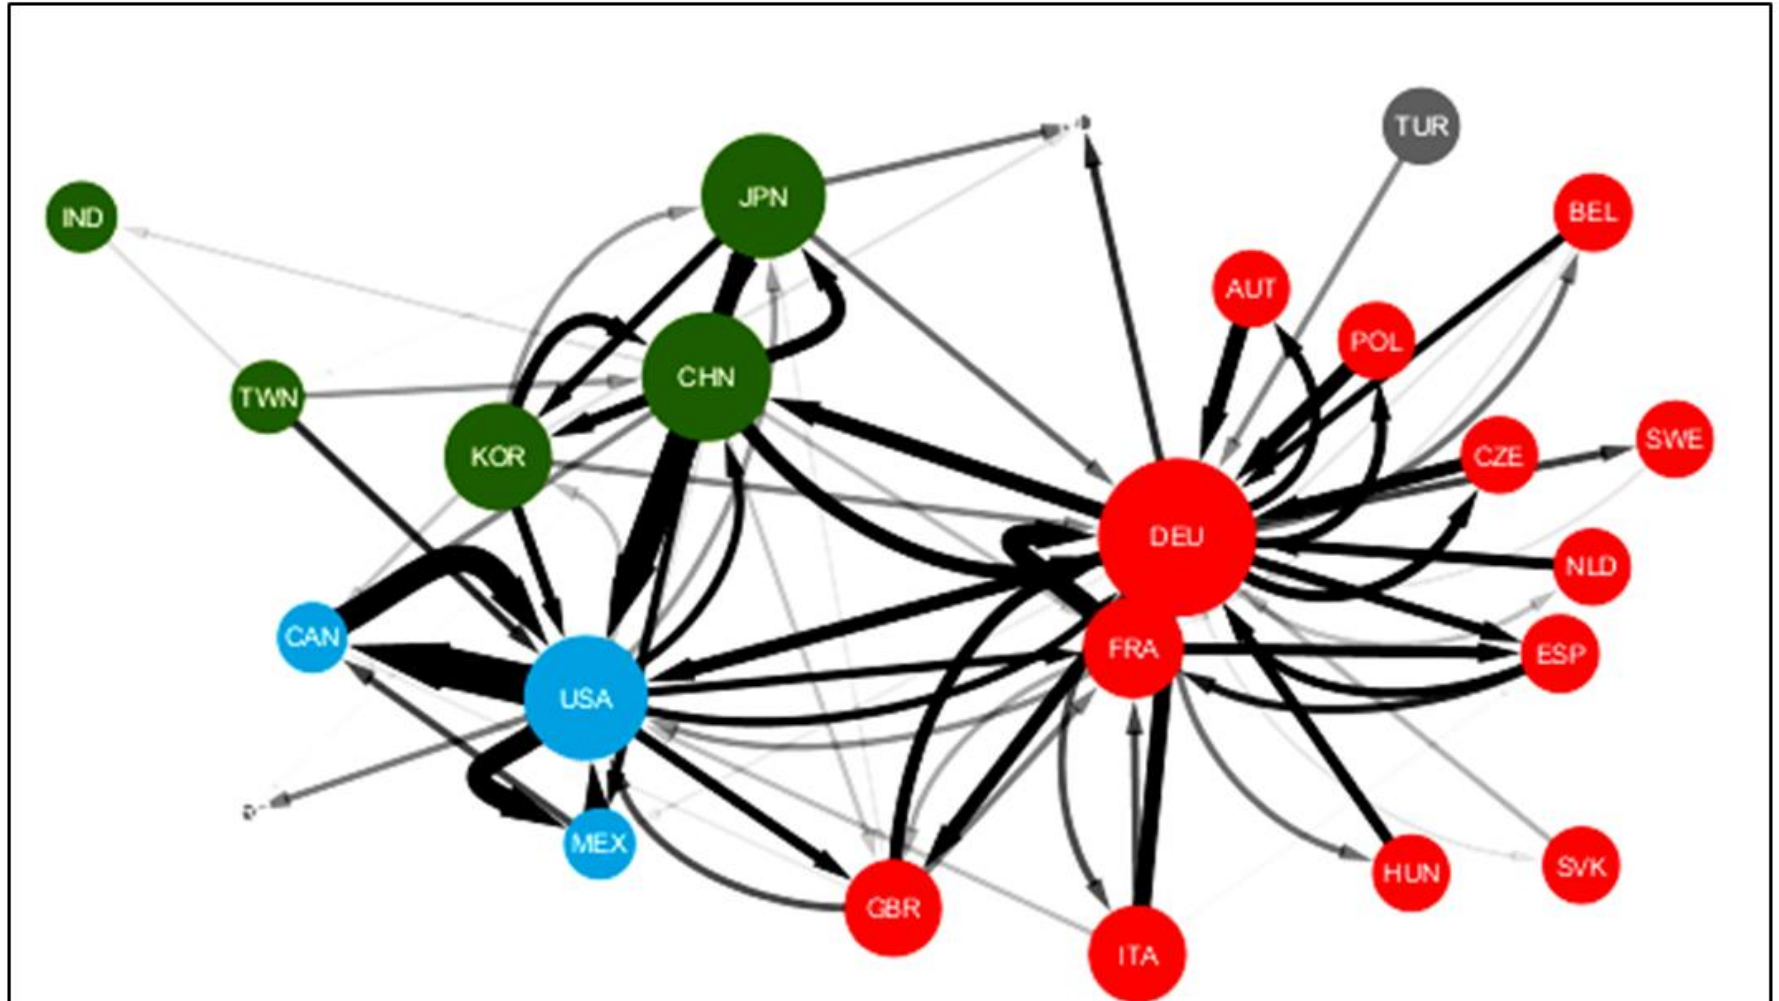 TUR
JPN
BEL
IND
AUT
POL
CHN
TWN
SWE
KOR
CZE
DEU
NLD
CAN
FRA
ESP
USA
MEX
HUN
SVK
GBR
ITA